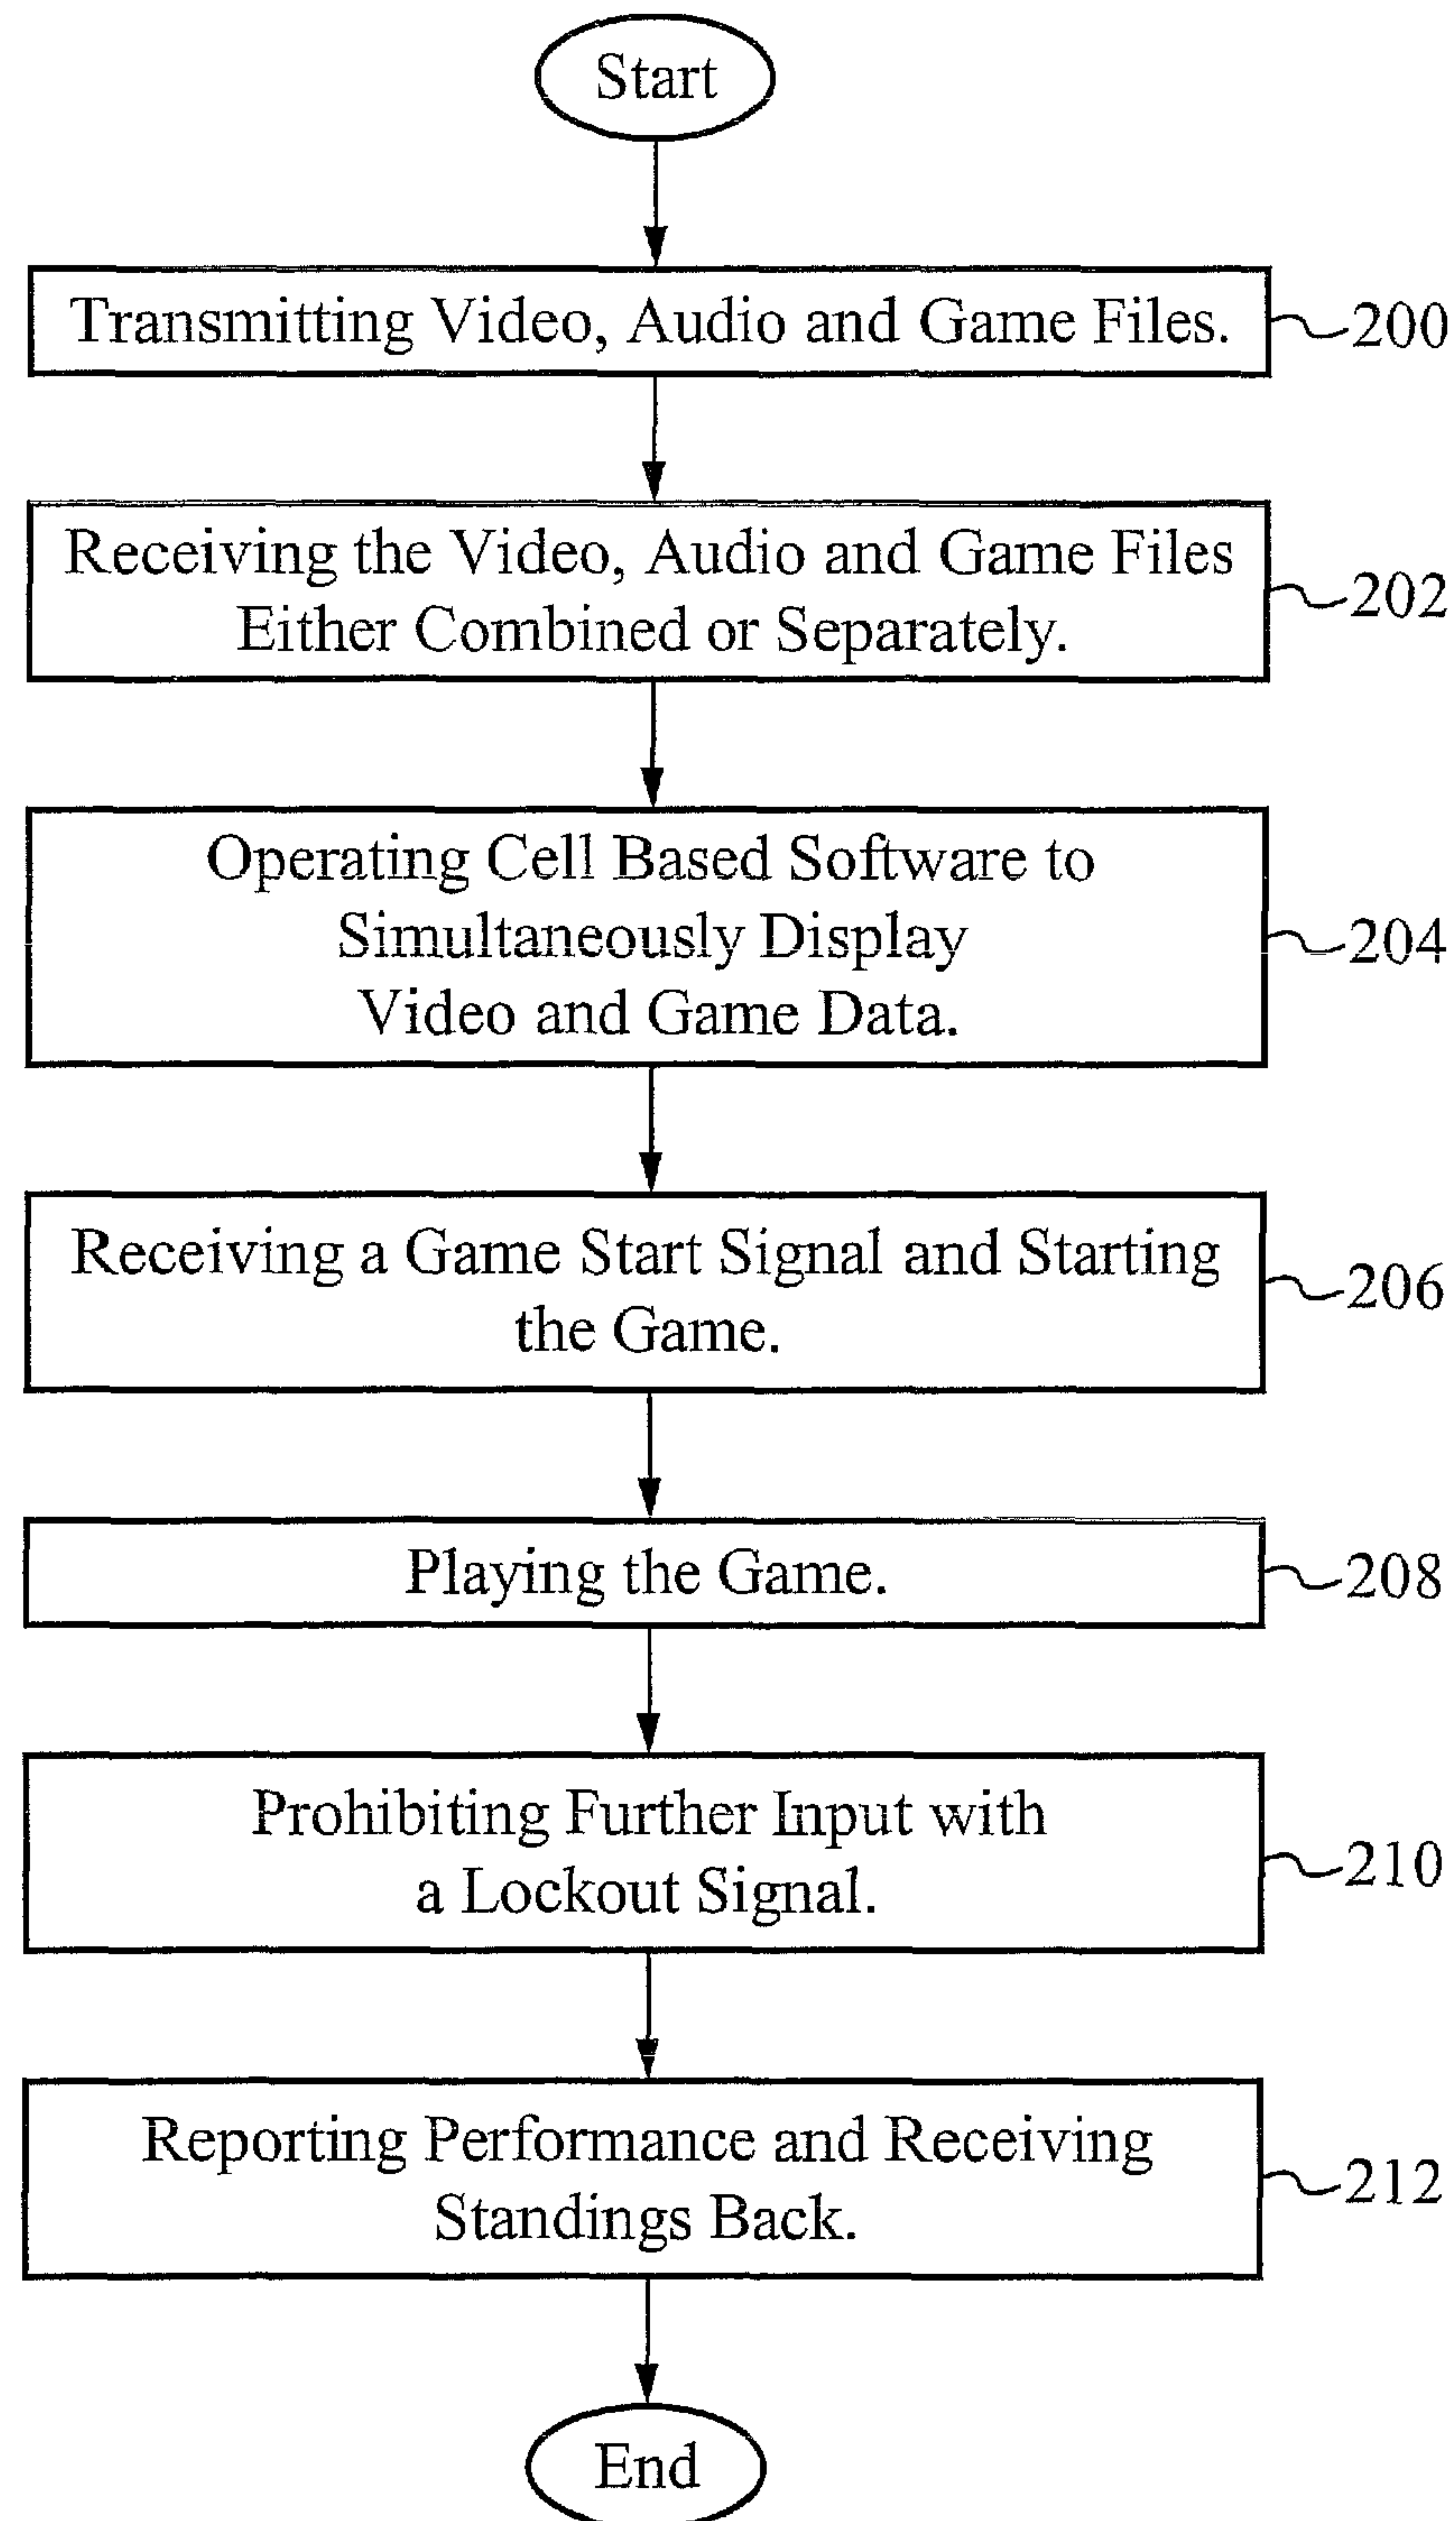 Start
Transmitting Video, Audio and Game Files.
200
Receiving the Video, Audio and Game Files
Either Combined or Separately.
202
Operating Cell Based Software to
Simultaneously Display
Video and Game Data.
204
Receiving a Game Start Signal and Starting
the Game.
206
Playing the Game.
208
Prohibiting Further Input with
a Lockout Signal.
210
Reporting Performance and Receiving
Standings Back.
212
End